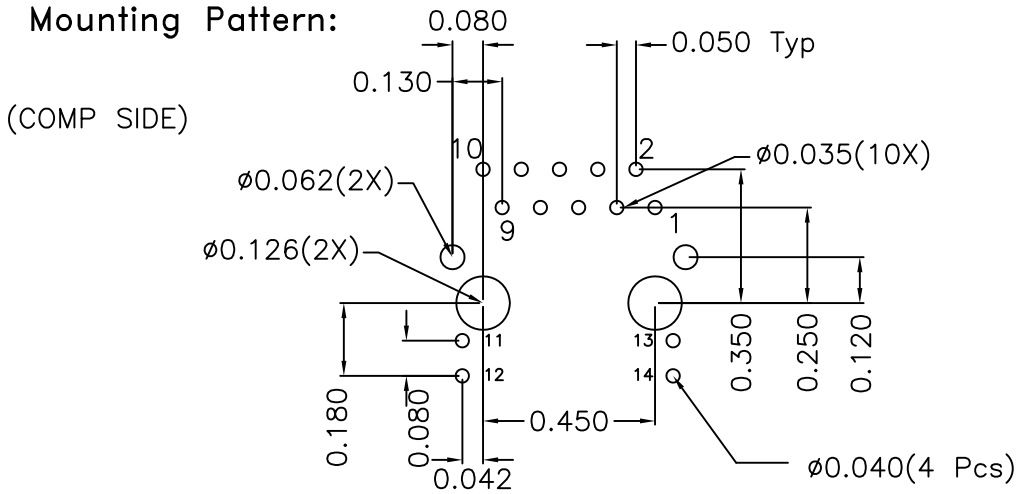 Mounting Pattern:
0.080
0.050 Typ
0.130
(COMP SIDE)
10
2
ø0.035(10X)
ø0.062(2X)
9
1
ø0.126(2X)
11
13
12
14
0.350
0.250
0.120
0.180
0.080
0.450
0.042
ø0.040(4 Pcs)